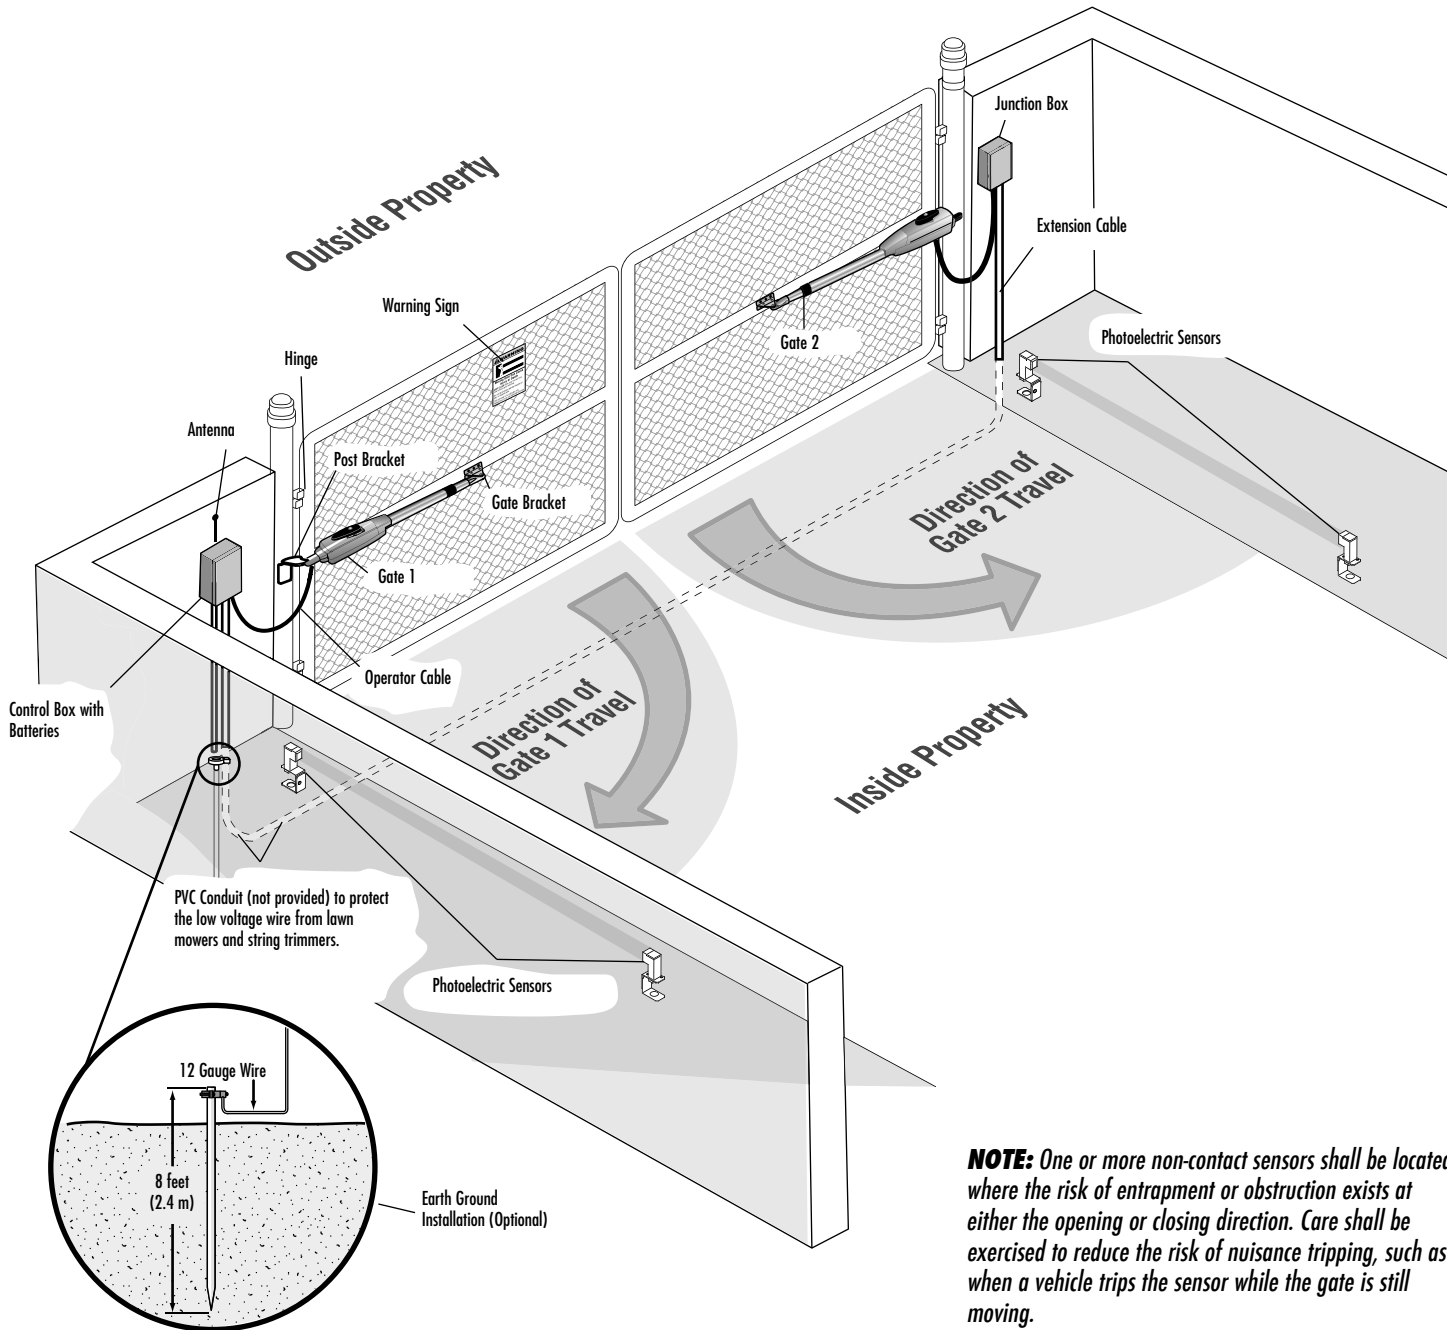 Junction Box
Outside Property
Extension Cable
Warning Sign
Photoelectric Sensors
Gate 2
Hinge
Antenna
Post Bracket
Gate Bracket
Direction of
Gate 2 Travel
Gate 1
Operator Cable
Control Box with
Batteries
Direction of
Gate 1 Travel
Inside Property
PVC Conduit (not provided) to protect
the low voltage wire from lawn
mowers and string trimmers.
Photoelectric Sensors
12 Gauge Wire
8 feet
(2.4 m)
Earth Ground
Installation (Optional)
NOTE: One or more non-contact sensors shall be located
where the risk of entrapment or obstruction exists at
either the opening or closing direction. Care shall be
exercised to reduce the risk of nuisance tripping, such as
when a vehicle trips the sensor while the gate is still
moving.